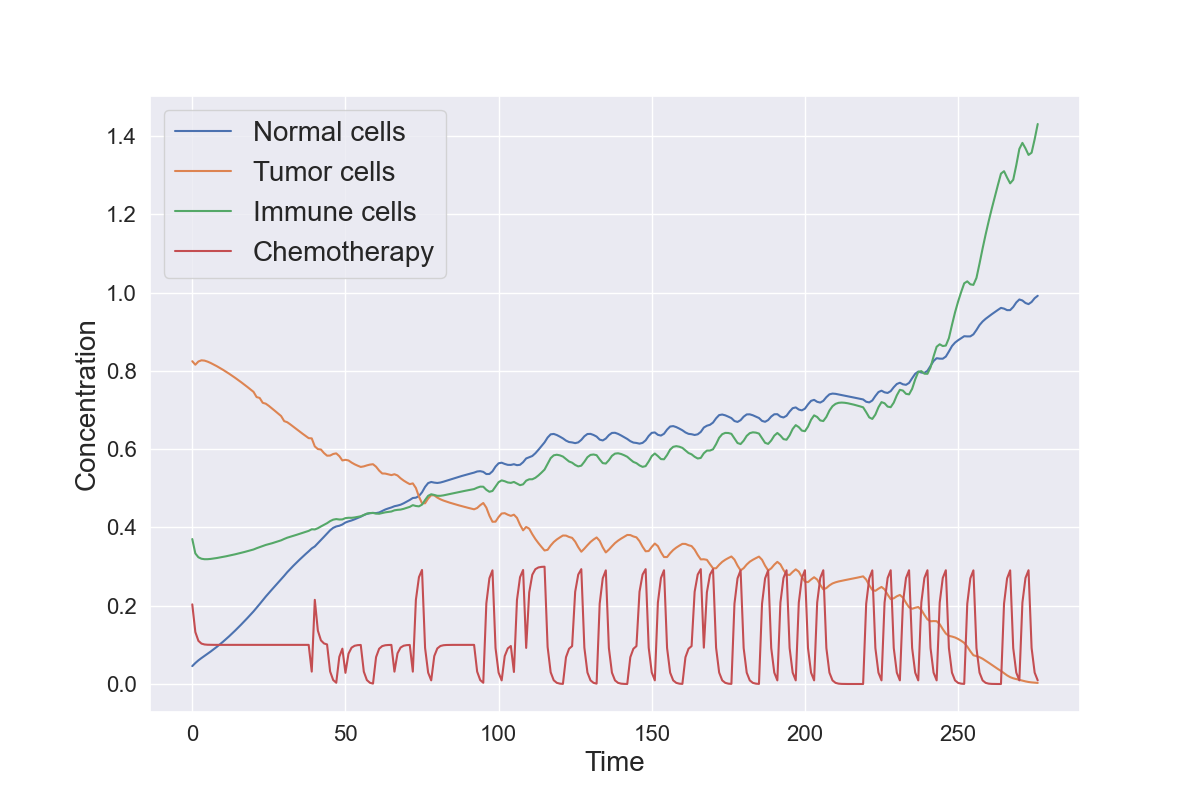 Normal cells
Tumor cells
Immune cells
Chemotherapy
1.4
1.2
1.0
0.8
0.6
0.4
0.2
0.0
Concentration
0 50 100 150 200 250
Time